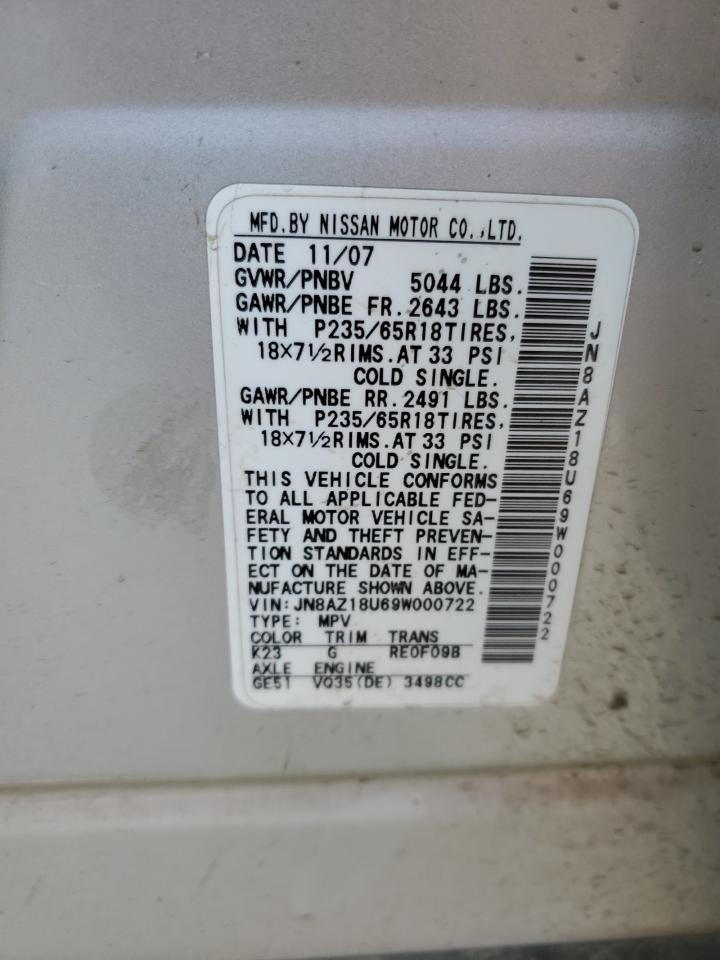 MFD.BY NISSAN MOTOR CO.,LTD.
DATE 11/07
GVWR/PNBV 5044 LBS.
GAWR/PNBE FR. 2643 LBS.
WITH P235/65R18TIRES,
18X7½RIMS. AT 33 PSI
COLD SINGLE.
GAWR/PNBE RR. 2491 LBS.
WITH P235/65R18TIRES,
18X7½RIMS. AT 33 PSI
COLD SINGLE.
THIS VEHICLE CONFORMS
TO ALL APPLICABLE FED-
ERAL MOTOR VEHICLE SA-
FETY AND THEFT PREVEN-
TION STANDARDS IN EFF-
ECT ON THE DATE OF MA-
NUFACTURE SHOWN ABOVE.
VIN: JN8AZ18U69W000722
TYPE: MPV
COLOR TRIM TRANS
K23 G RE0F09B
AXLE ENGINE
GE51 VQ35(DE) 3498CC
JN8AZ18U69W000722